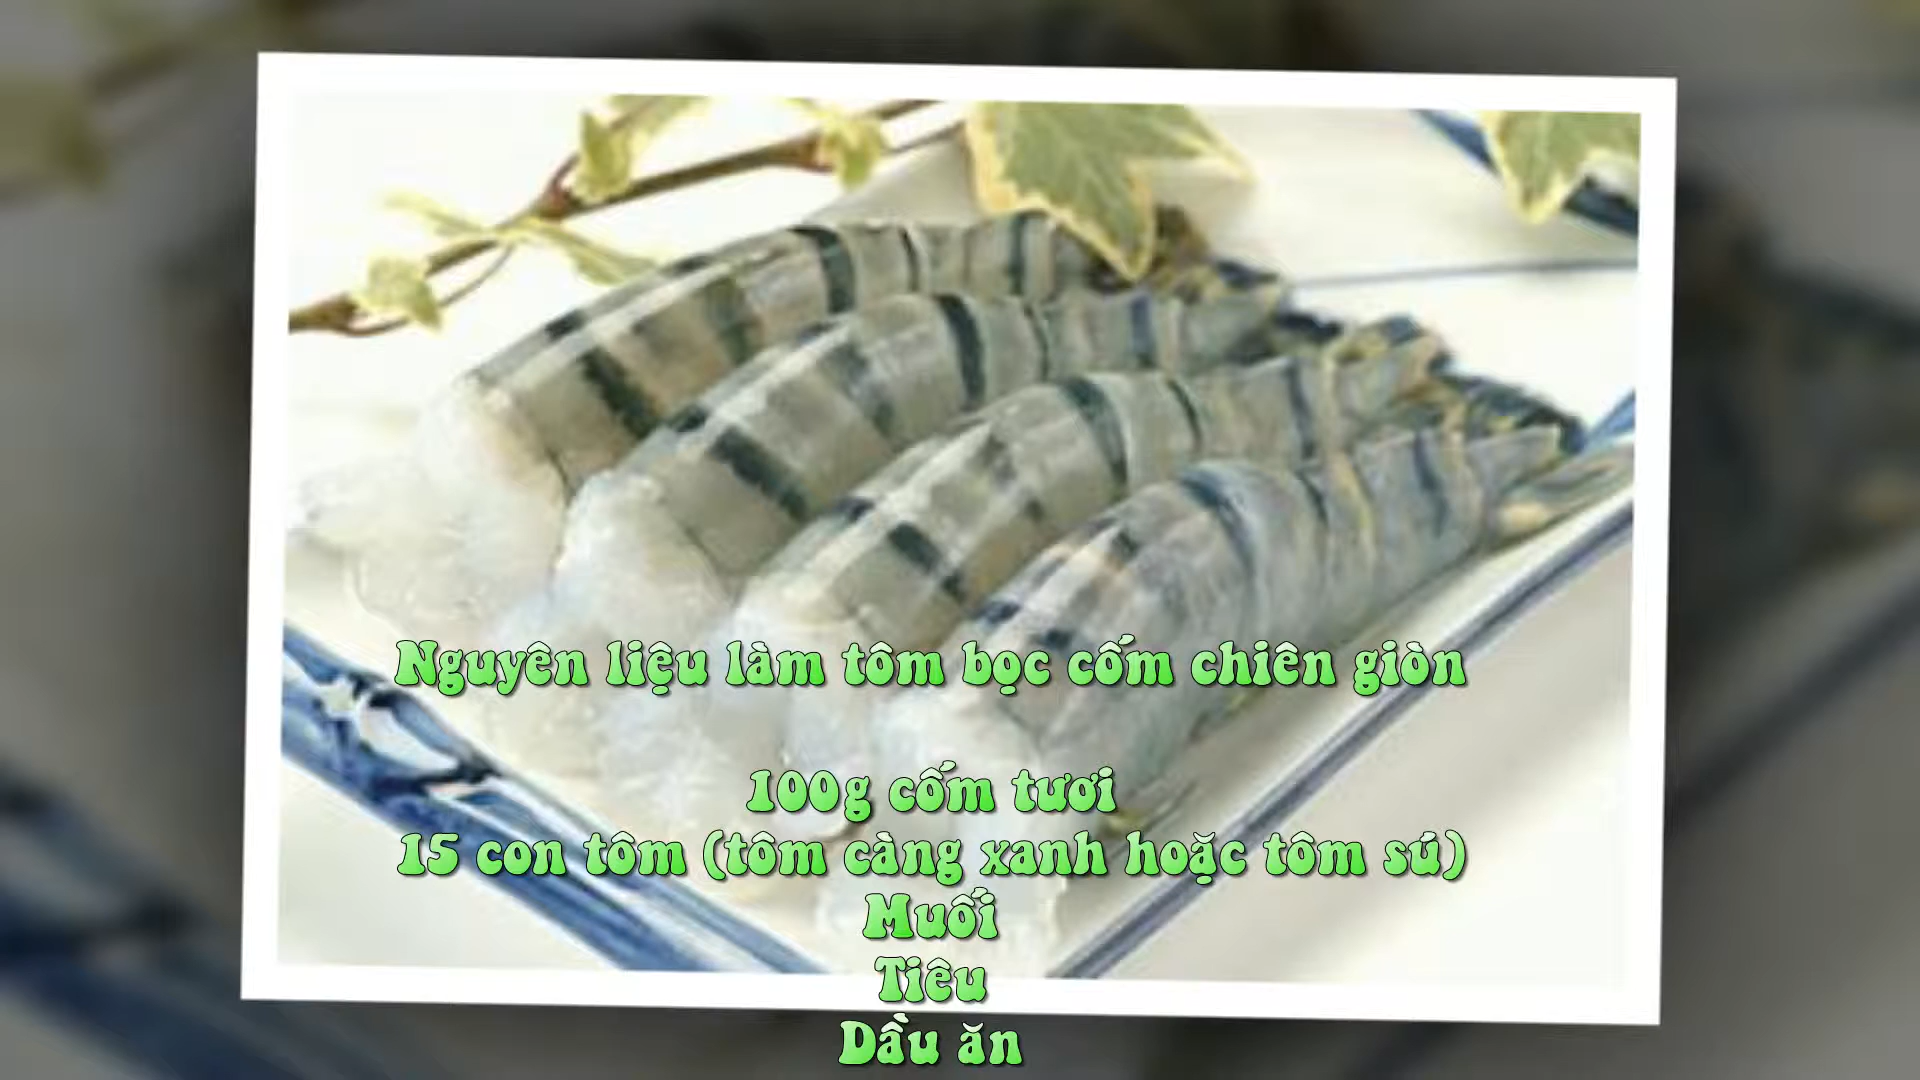 Nguyên liệu làm tôm bọc cốm chiên giòn
100g cốm tươi
15 con tôm (tôm càng xanh hoặc tôm sú)
Muối
Tiêu
Dầu ăn